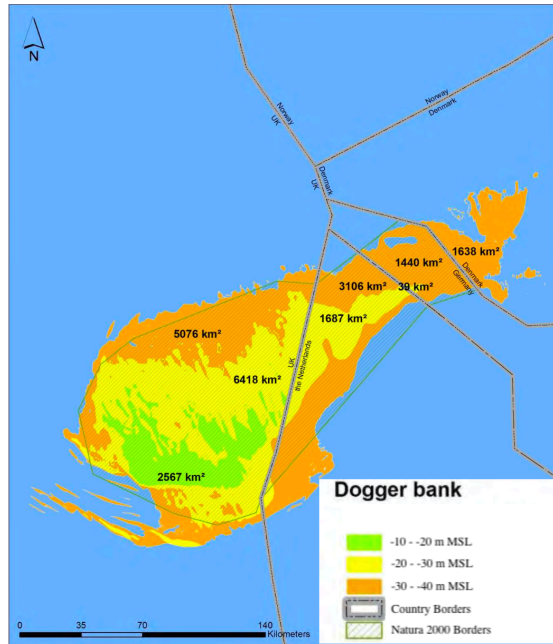 N
Norway
UK
Norway
Denmark
Denmark
UK
1638 km²
1440 km²
Denmark
Germany
3106 km²
39 km²
1687 km²
5076 km²
UK
the Netherlands
6418 km²
2567 km²
Dogger bank
-10 - -20 m MSL
-20 - -30 m MSL
-30 - -40 m MSL
Country Borders
Natura 2000 Borders
0 35 70 140
Kilometers